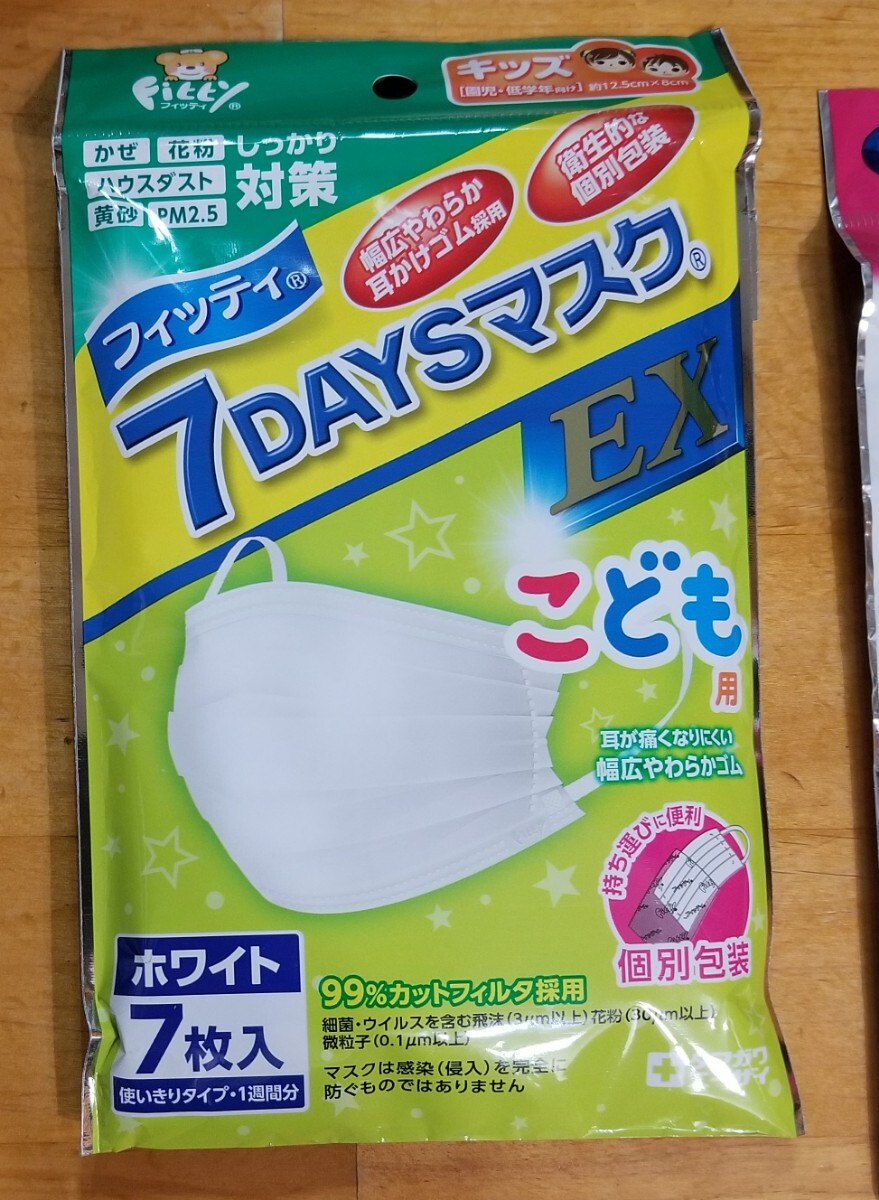 Fitty
フィッティ®
キッズ
[園児・低学年向け] 約12.5cm×8cm
かぜ 花粉 しっかり
ハウスダスト 対策
黄砂 PM2.5
幅広やわらか
耳かけゴム採用
衛生的な
個別包装
フィッティ®
7DAYSマスク®
EX
こども
用
耳が痛くなりにくい
幅広やわらかゴム
持ち運びに便利
個別包装
ホワイト
7枚入
使いきりタイプ・1週間分
99%カットフィルタ採用
細菌・ウイルスを含む飛沫(3μm以上)花粉(30μm以上)
微粒子(0.1μm以上)
マスクは感染(侵入)を完全に
防ぐものではありません